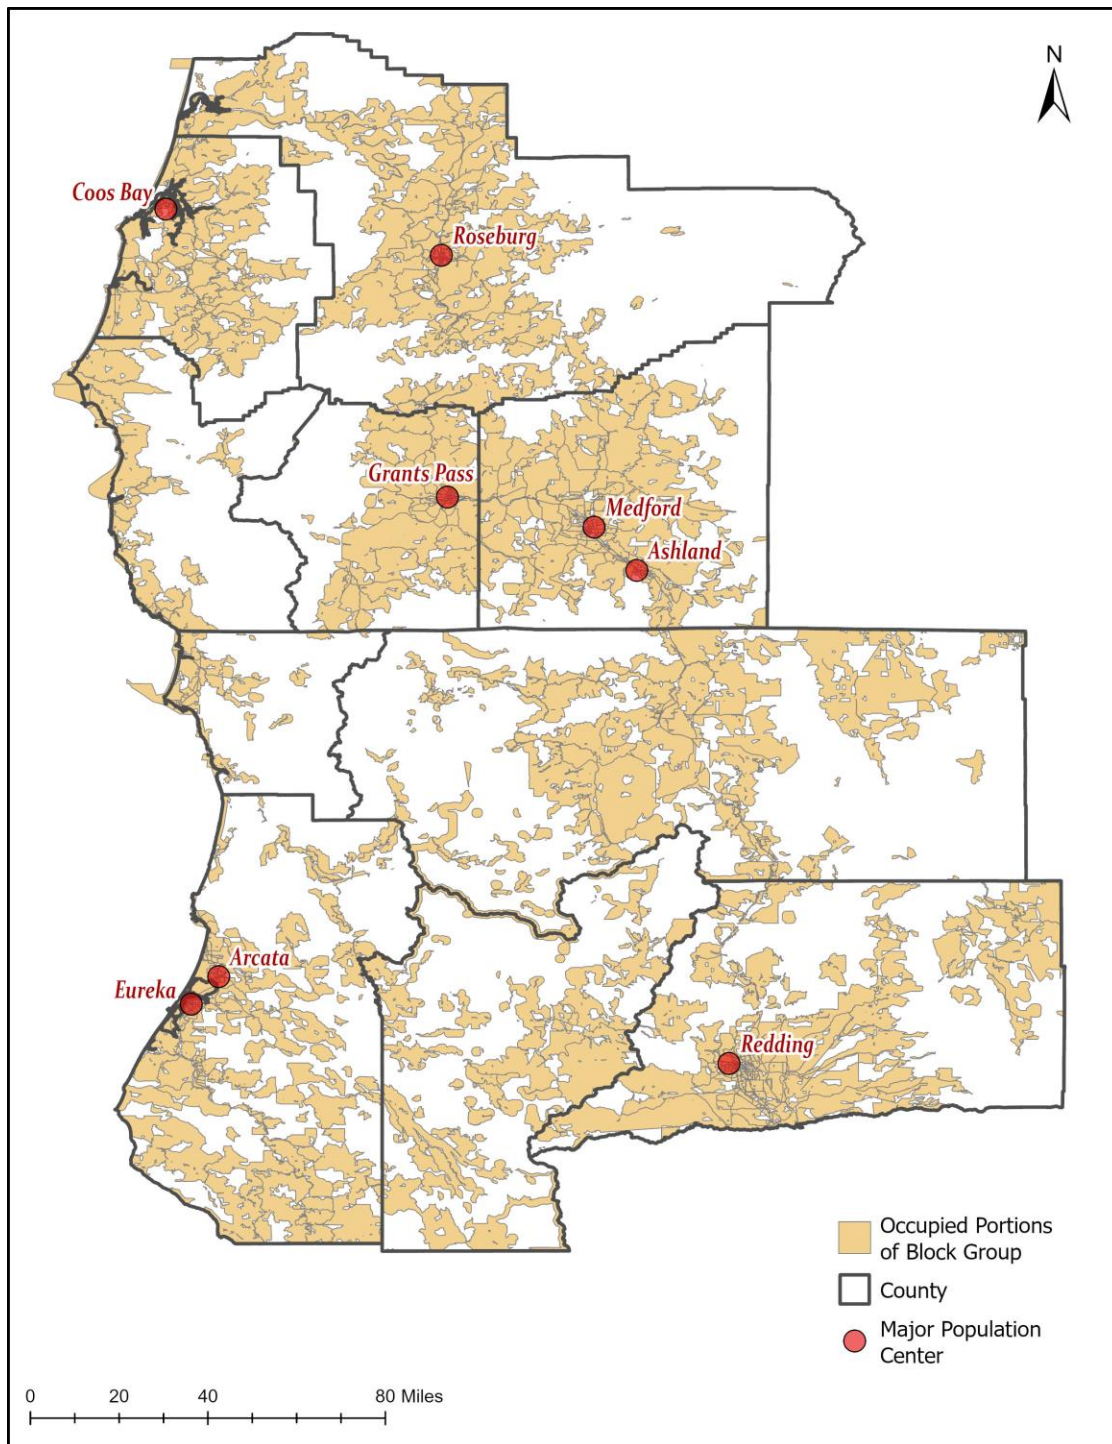 N
Coos Bay
Roseburg
Grants Pass
Medford
Ashland
Arcata
Eureka
Redding
Occupied Portions
of Block Group
County
Major Population
Center
0 20 40 80 Miles